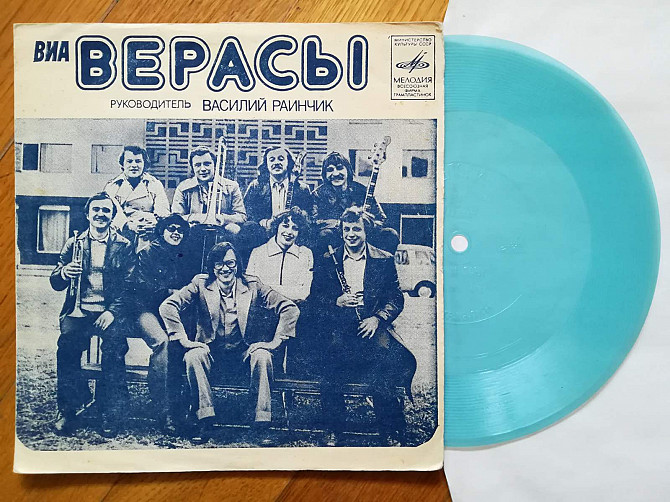 ВИА ВЕРАСЫ
РУКОВОДИТЕЛЬ ВАСИЛИЙ РАИНЧИК
МИНИСТЕРСТВО
КУЛЬТУРЫ СССР
МЕЛОДИЯ
ВСЕСОЮЗНАЯ
ФИРМА
ГРАМПЛАСТИНОК